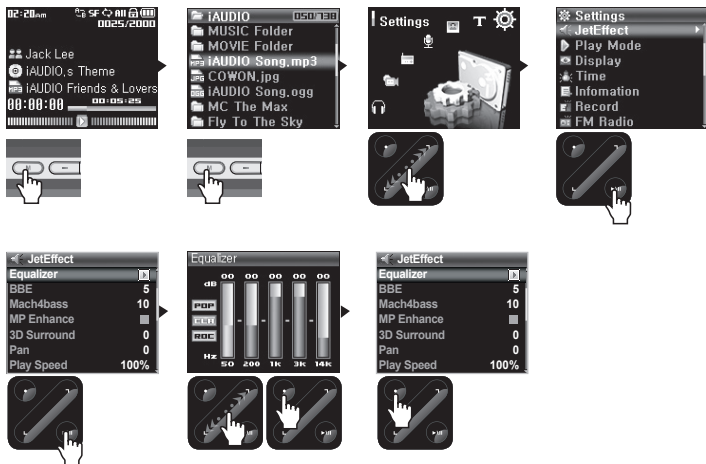 02:20am SF All
0025/2000
Jack Lee
iAUDIO,s Theme
iAUDIO Friends & Lovers
00:00:00 00:05:25
iAUDIO 050/738
MUSIC Folder
MOVIE Folder
iAUDIO Song.mp3
COWON.jpg
iAUDIO Song.ogg
MC The Max
Fly To The Sky
Settings T
Settings
JetEffect
Play Mode
Display
Time
Infomation
Record
FM Radio
M
M
JetEffect
Equalizer
BBE 5
Mach4bass 10
MP Enhance
3D Surround 0
Pan 0
Play Speed 100%
Equalizer
00 00 00 00 00
dB
POP
ROC
Hz
50 200 1k 3k 14k
JetEffect
Equalizer
BBE 5
Mach4bass 10
MP Enhance
3D Surround 0
Pan 0
Play Speed 100%